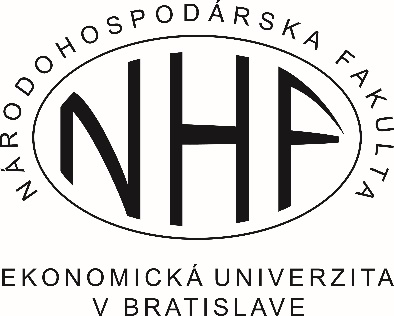 NÁRODOHOSPODÁRSKA FAKULTA
NHF
EKONOMICKÁ UNIVERZITA
V BRATISLAVE